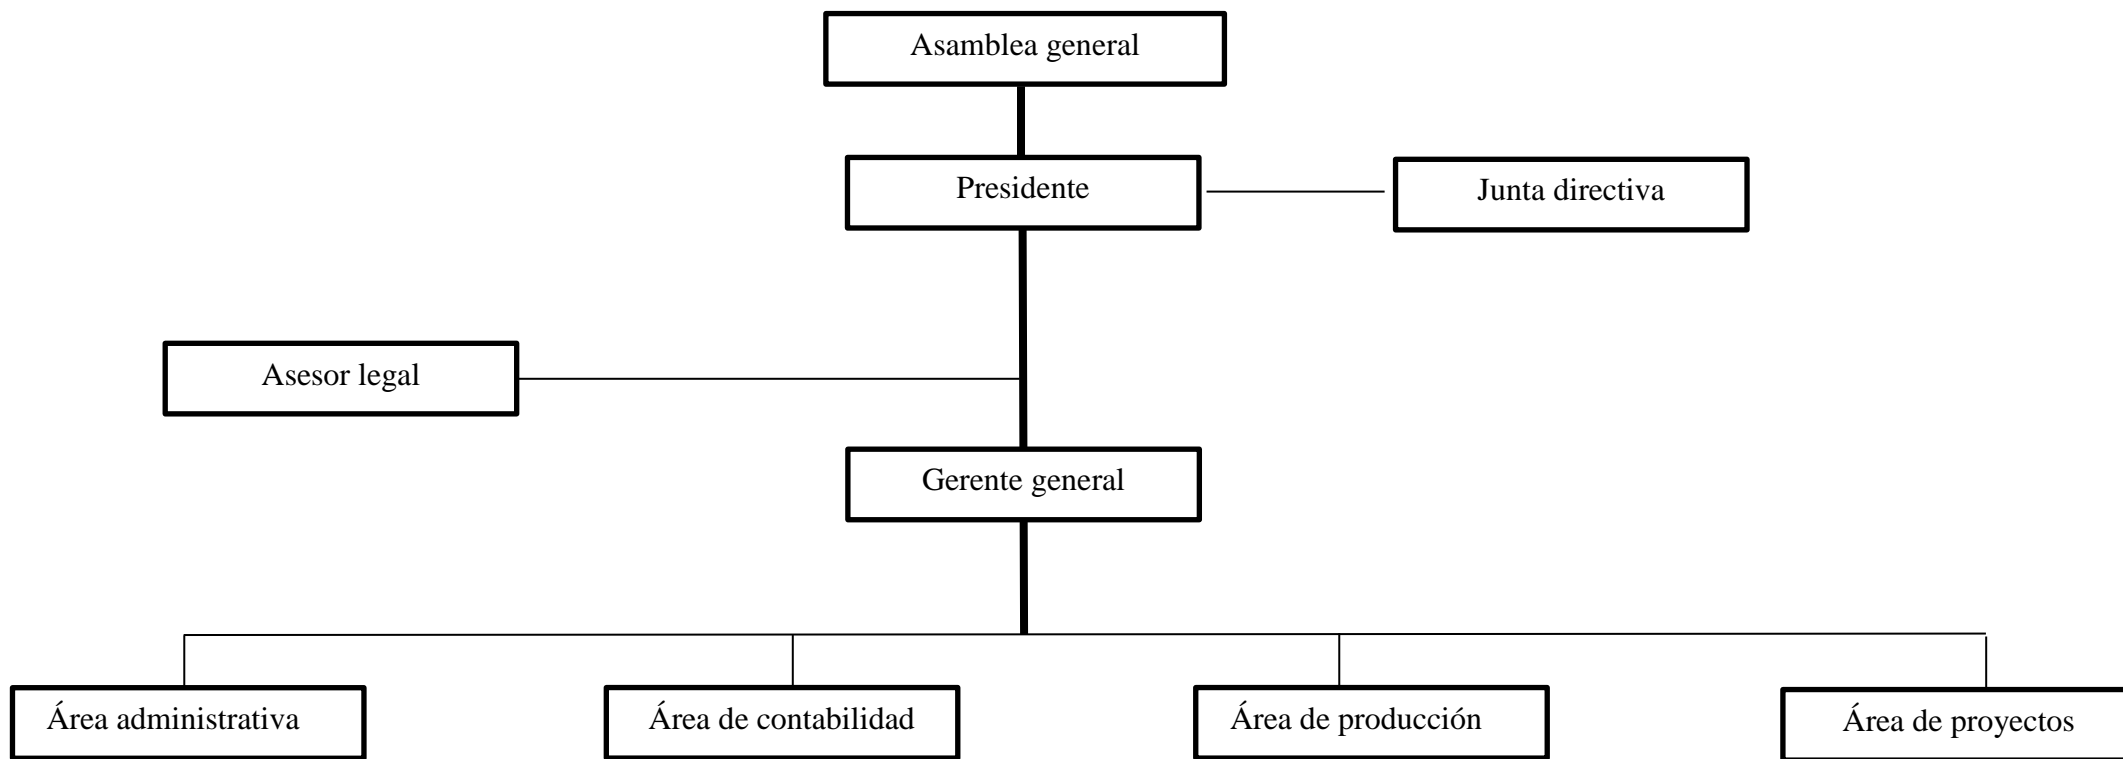 Asamblea general
Presidente
Junta directiva
Asesor legal
Gerente general
Área administrativa
Área de contabilidad
Área de producción
Área de proyectos